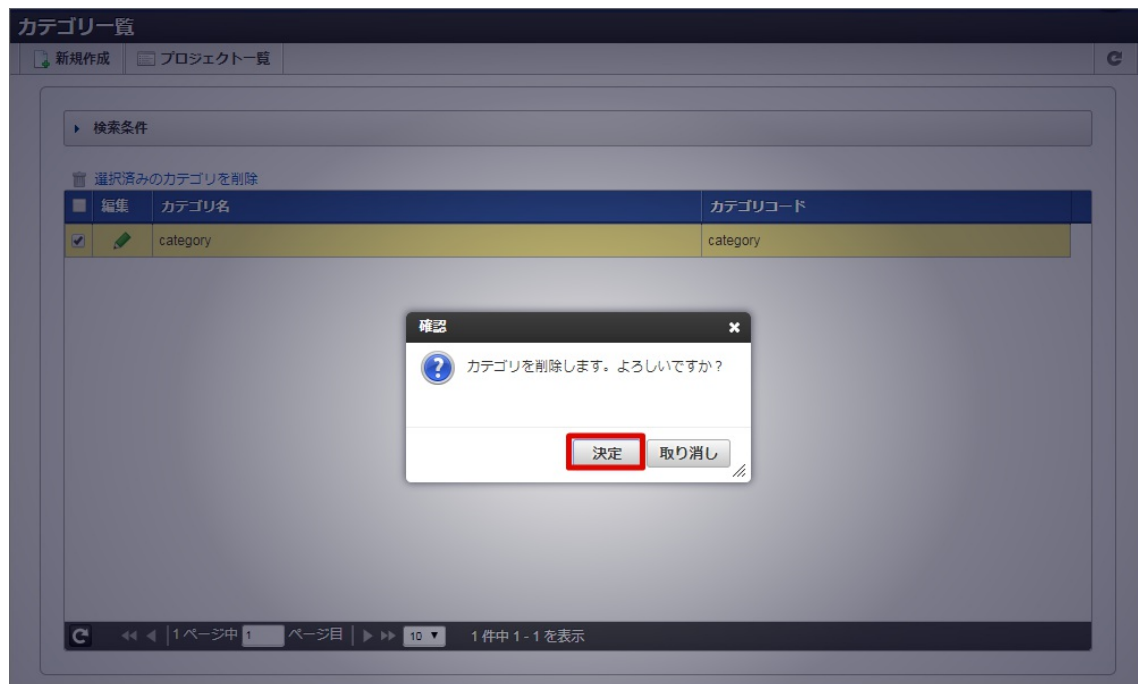 カテゴリ一覧
新規作成 プロジェクト一覧
検索条件
選択済みのカテゴリを削除
編集 カテゴリ名 カテゴリコード
category category
確認
カテゴリを削除します。よろしいですか？
決定 取り消し
1 ページ中 1 ページ目 10 1 件中 1 - 1 を表示